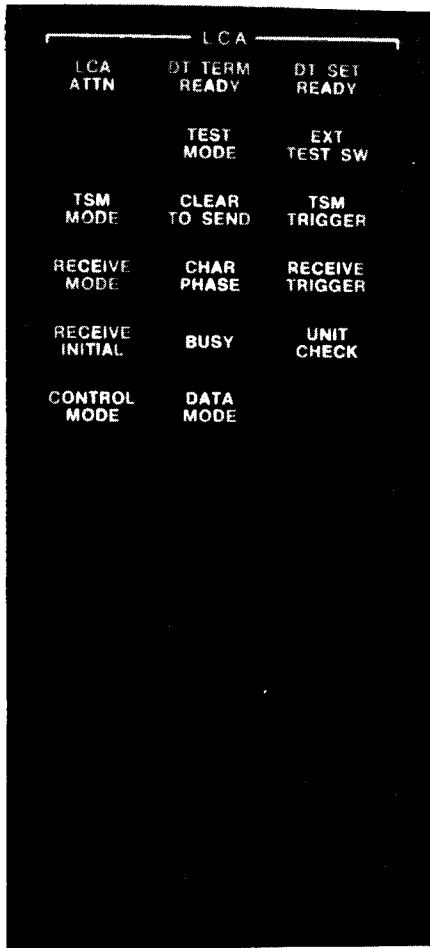 LCA
LCA DT TERM DT SET
ATTN READY READY
TEST EXT
MODE TEST SW
TSM CLEAR TSM
MODE TO SEND TRIGGER
RECEIVE CHAR RECEIVE
MODE PHASE TRIGGER
RECEIVE BUSY UNIT
INITIAL CHECK
CONTROL DATA
MODE MODE